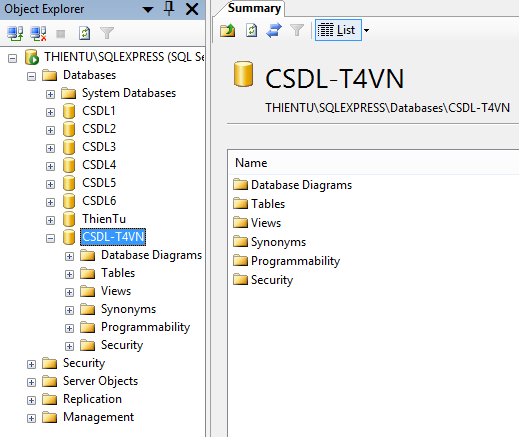 Object Explorer
THIENTU\SQLEXPRESS (SQL Se
Databases
System Databases
CSDL1
CSDL2
CSDL3
CSDL4
CSDL5
CSDL6
ThienTu
CSDL-T4VN
Database Diagrams
Tables
Views
Synonyms
Programmability
Security
Security
Server Objects
Replication
Management
Summary
List
CSDL-T4VN
THIENTU\SQLEXPRESS\Databases\CSDL-T4VN
Name
Database Diagrams
Tables
Views
Synonyms
Programmability
Security